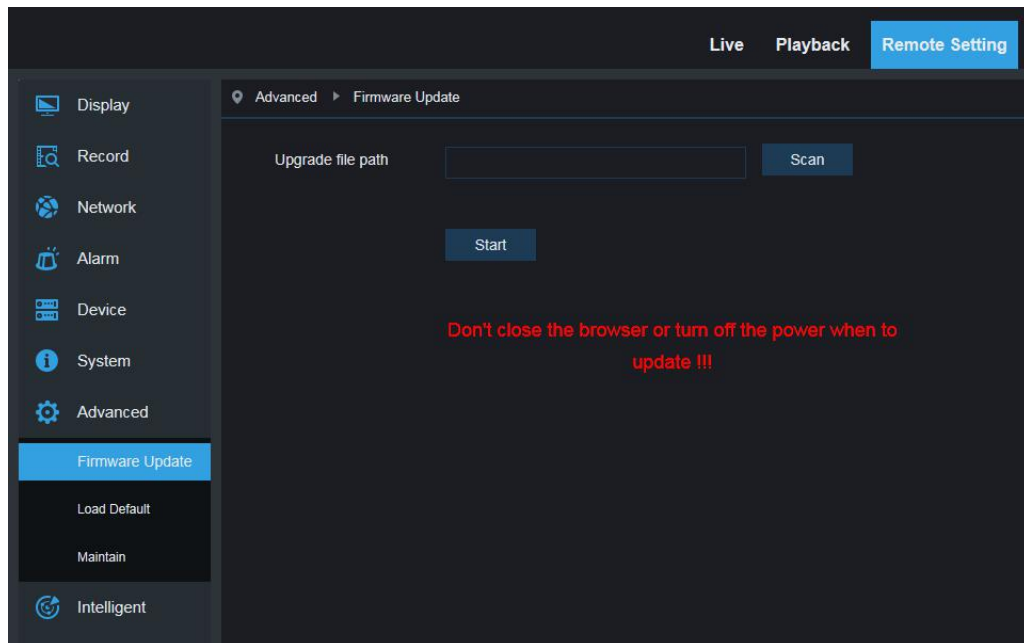 Live Playback Remote Setting
Display
Record
Network
Alarm
Device
System
Advanced
Firmware Update
Load Default
Maintain
Intelligent
Advanced Firmware Update
Upgrade file path Scan
Start
Don't close the browser or turn off the power when to
update !!!